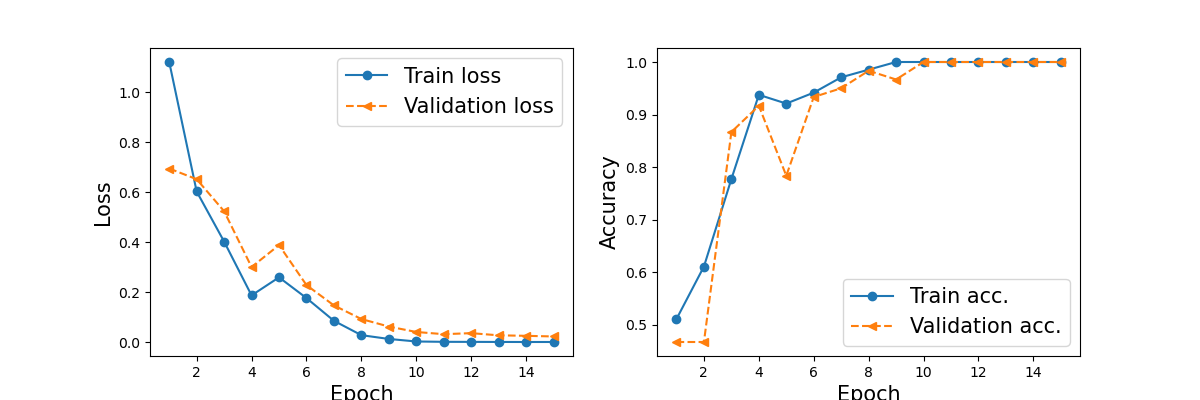 Train loss
Validation loss
Loss
1.0
0.8
0.6
0.4
0.2
0.0
2 4 6 8 10 12 14
Epoch
Accuracy
1.0
0.9
0.8
0.7
0.6
0.5
Train acc.
Validation acc.
2 4 6 8 10 12 14
Epoch